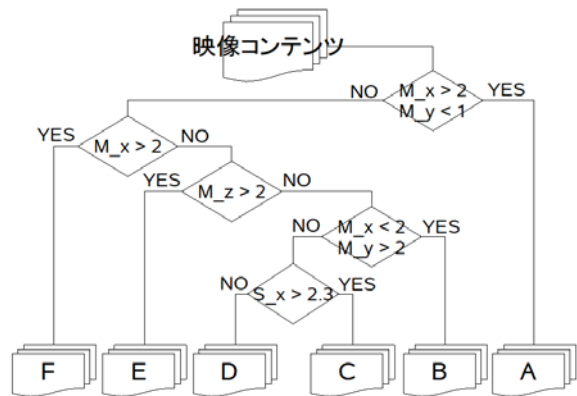 映像コンテンツ
M_x > 2
M_y < 1
NO
YES
M_x > 2
YES
NO
M_z > 2
YES
NO
M_x < 2
M_y > 2
NO
YES
S_x > 2.3
NO
YES
F
E
D
C
B
A